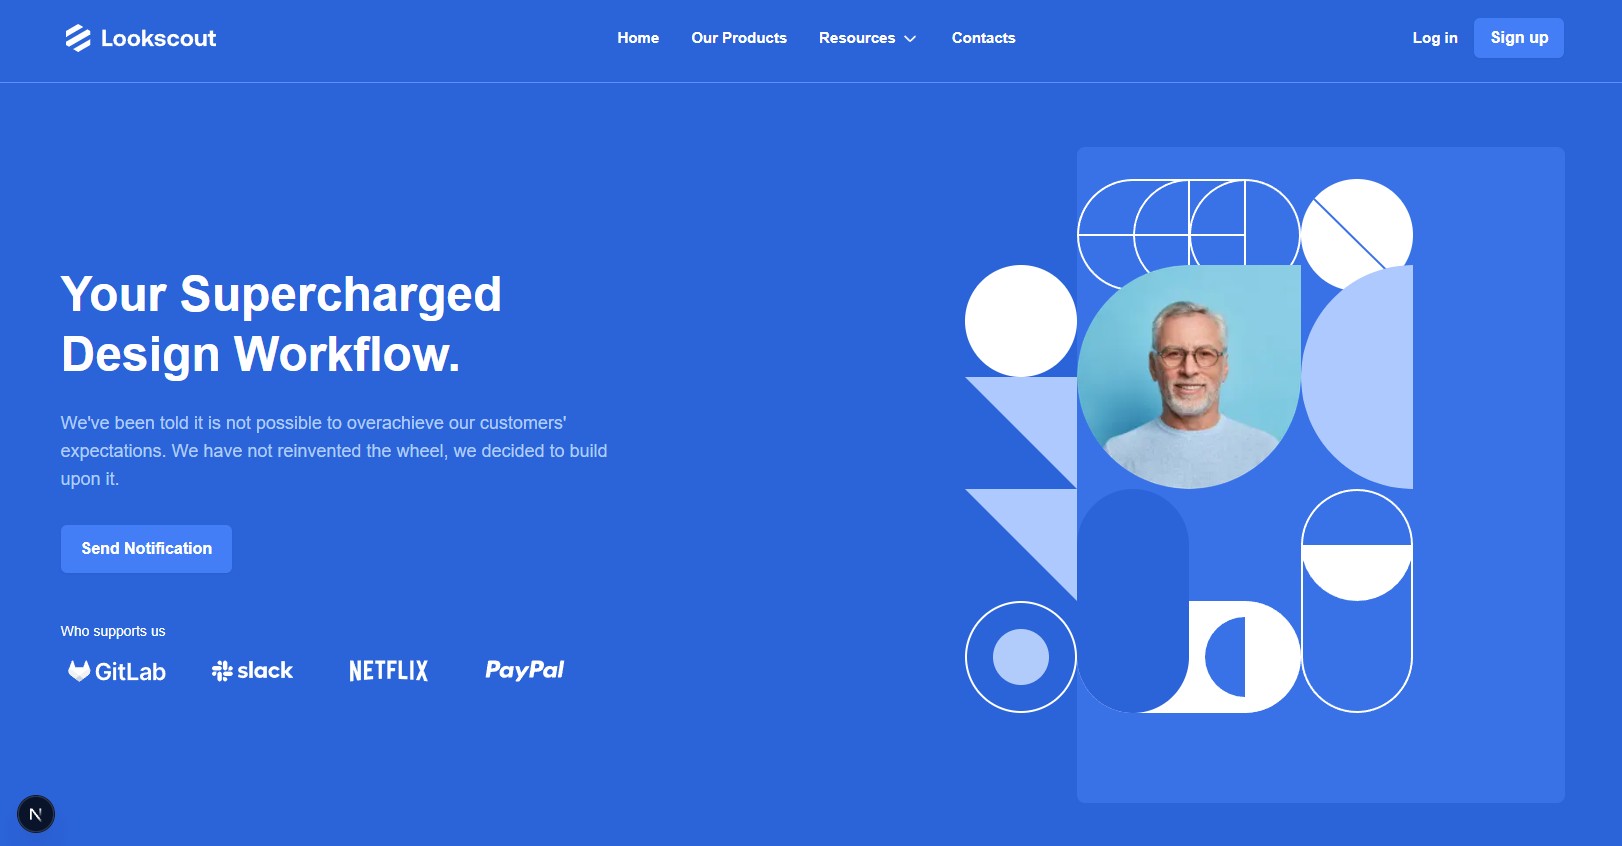 Lookscout
Home
Our Products
Resources
Contacts
Log in
Sign up
Your Supercharged
Design Workflow.
We've been told it is not possible to overachieve our customers'
expectations. We have not reinvented the wheel, we decided to build
upon it.
Send Notification
Who supports us
GitLab
slack
NETFLIX
PayPal
N